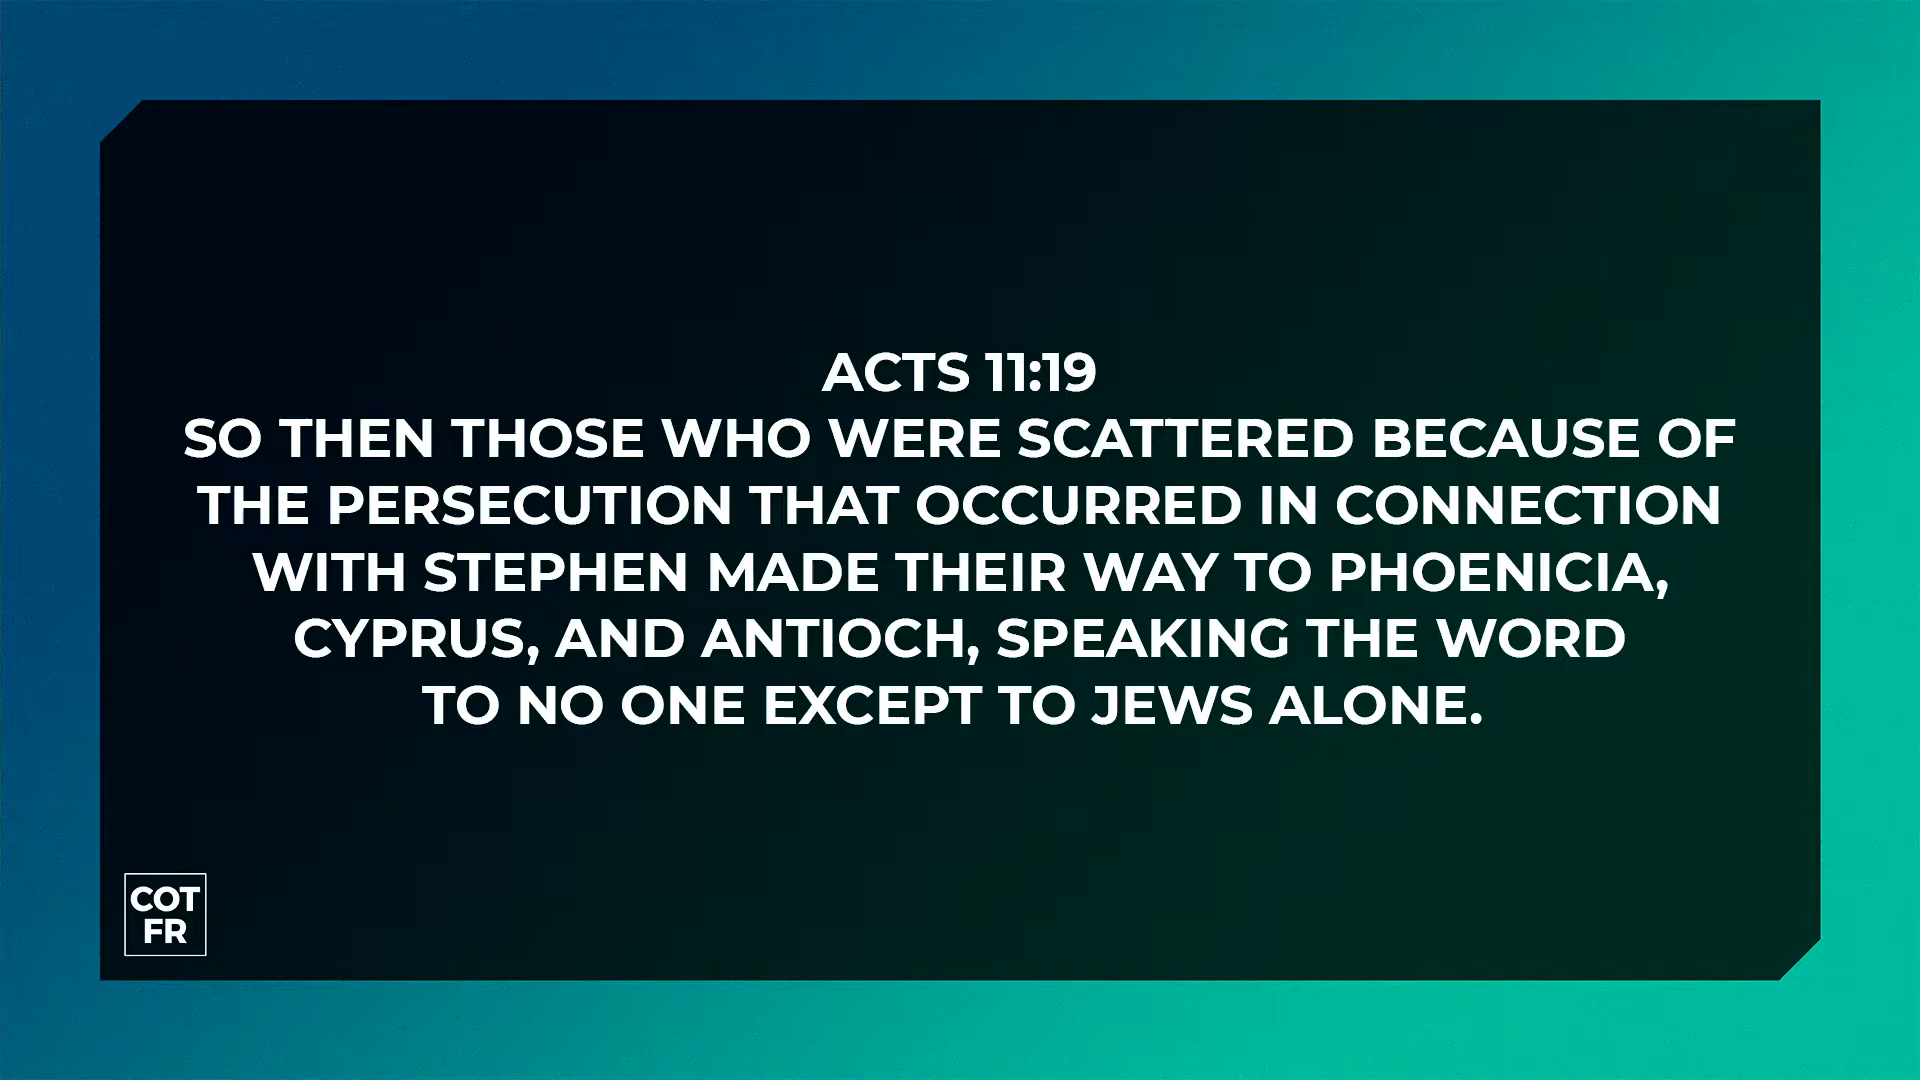 ACTS 11:19
SO THEN THOSE WHO WERE SCATTERED BECAUSE OF
THE PERSECUTION THAT OCCURRED IN CONNECTION
WITH STEPHEN MADE THEIR WAY TO PHOENICIA,
CYPRUS, AND ANTIOCH, SPEAKING THE WORD
TO NO ONE EXCEPT TO JEWS ALONE.
COT
FR